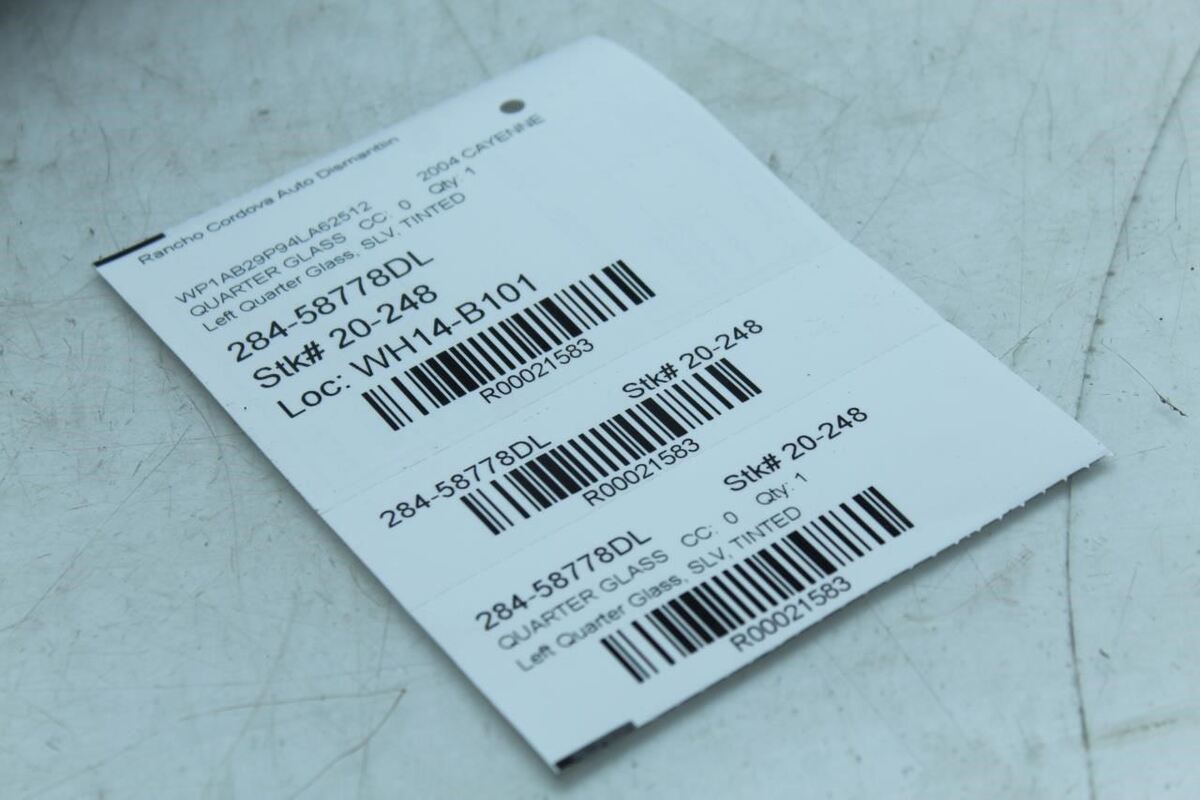 Rancho Cordova Auto Dismantlin
WP1AB29P94LA62512 2004 CAYENNE
QUARTER GLASS CC: 0 Qty: 1
Left Quarter Glass, SLV, TINTED
284-58778DL
Stk# 20-248
Loc: WH14-B101
R00021583
284-58778DL Stk# 20-248
R00021583
284-58778DL Stk# 20-248
QUARTER GLASS CC: 0 Qty: 1
Left Quarter Glass, SLV, TINTED
R00021583